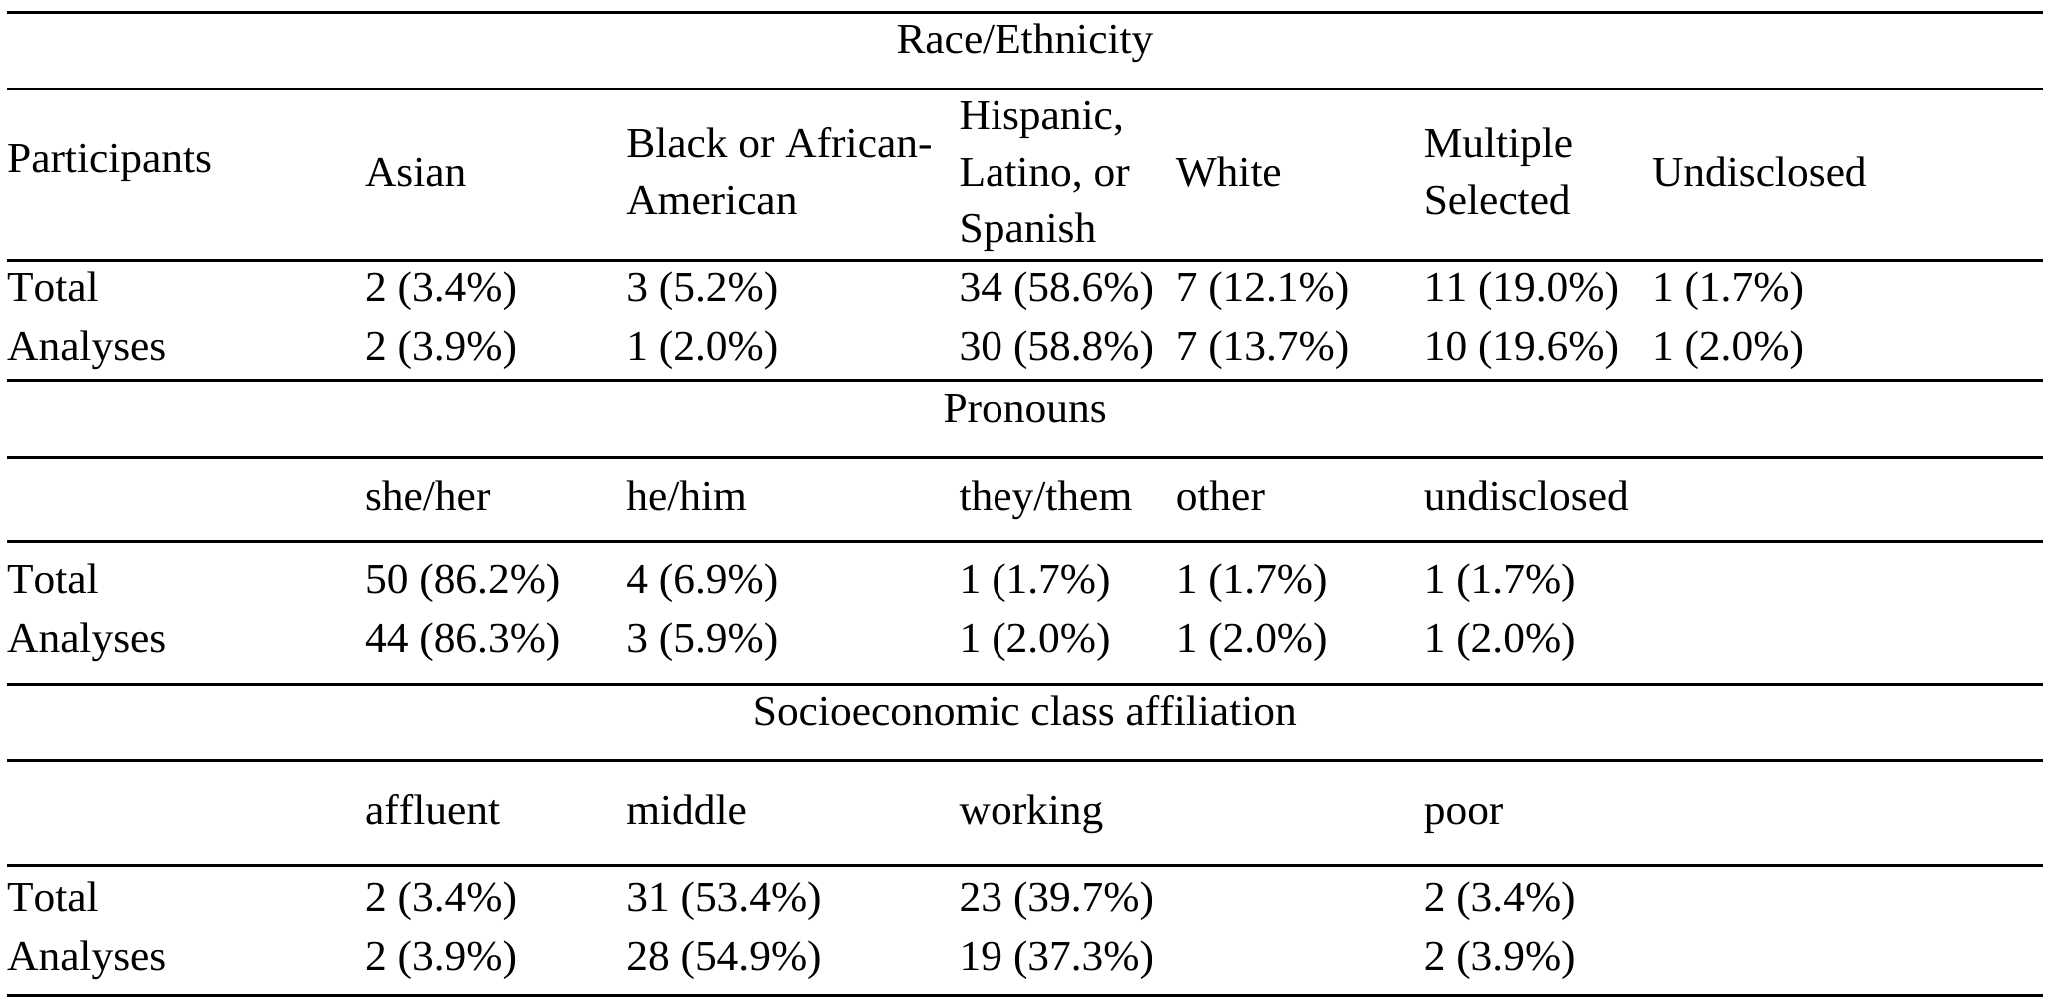 Race/Ethnicity
Participants Asian Black or African-American Hispanic, Latino, or Spanish White Multiple Selected Undisclosed
Total 2 (3.4%) 3 (5.2%) 34 (58.6%) 7 (12.1%) 11 (19.0%) 1 (1.7%)
Analyses 2 (3.9%) 1 (2.0%) 30 (58.8%) 7 (13.7%) 10 (19.6%) 1 (2.0%)
Pronouns
she/her he/him they/them other undisclosed
Total 50 (86.2%) 4 (6.9%) 1 (1.7%) 1 (1.7%) 1 (1.7%)
Analyses 44 (86.3%) 3 (5.9%) 1 (2.0%) 1 (2.0%) 1 (2.0%)
Socioeconomic class affiliation
affluent middle working poor
Total 2 (3.4%) 31 (53.4%) 23 (39.7%) 2 (3.4%)
Analyses 2 (3.9%) 28 (54.9%) 19 (37.3%) 2 (3.9%)